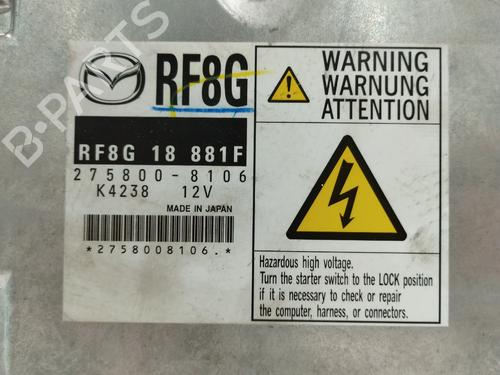 B-PARTS
RF8G
RF8G 18 881F
275800-8106
K4238 12V
MADE IN JAPAN
*2758008106.*
WARNING
WARNUNG
ATTENTION
Hazardous high voltage.
Turn the starter switch to the LOCK position
if it is necessary to check or repair
the computer, harness, or connectors.